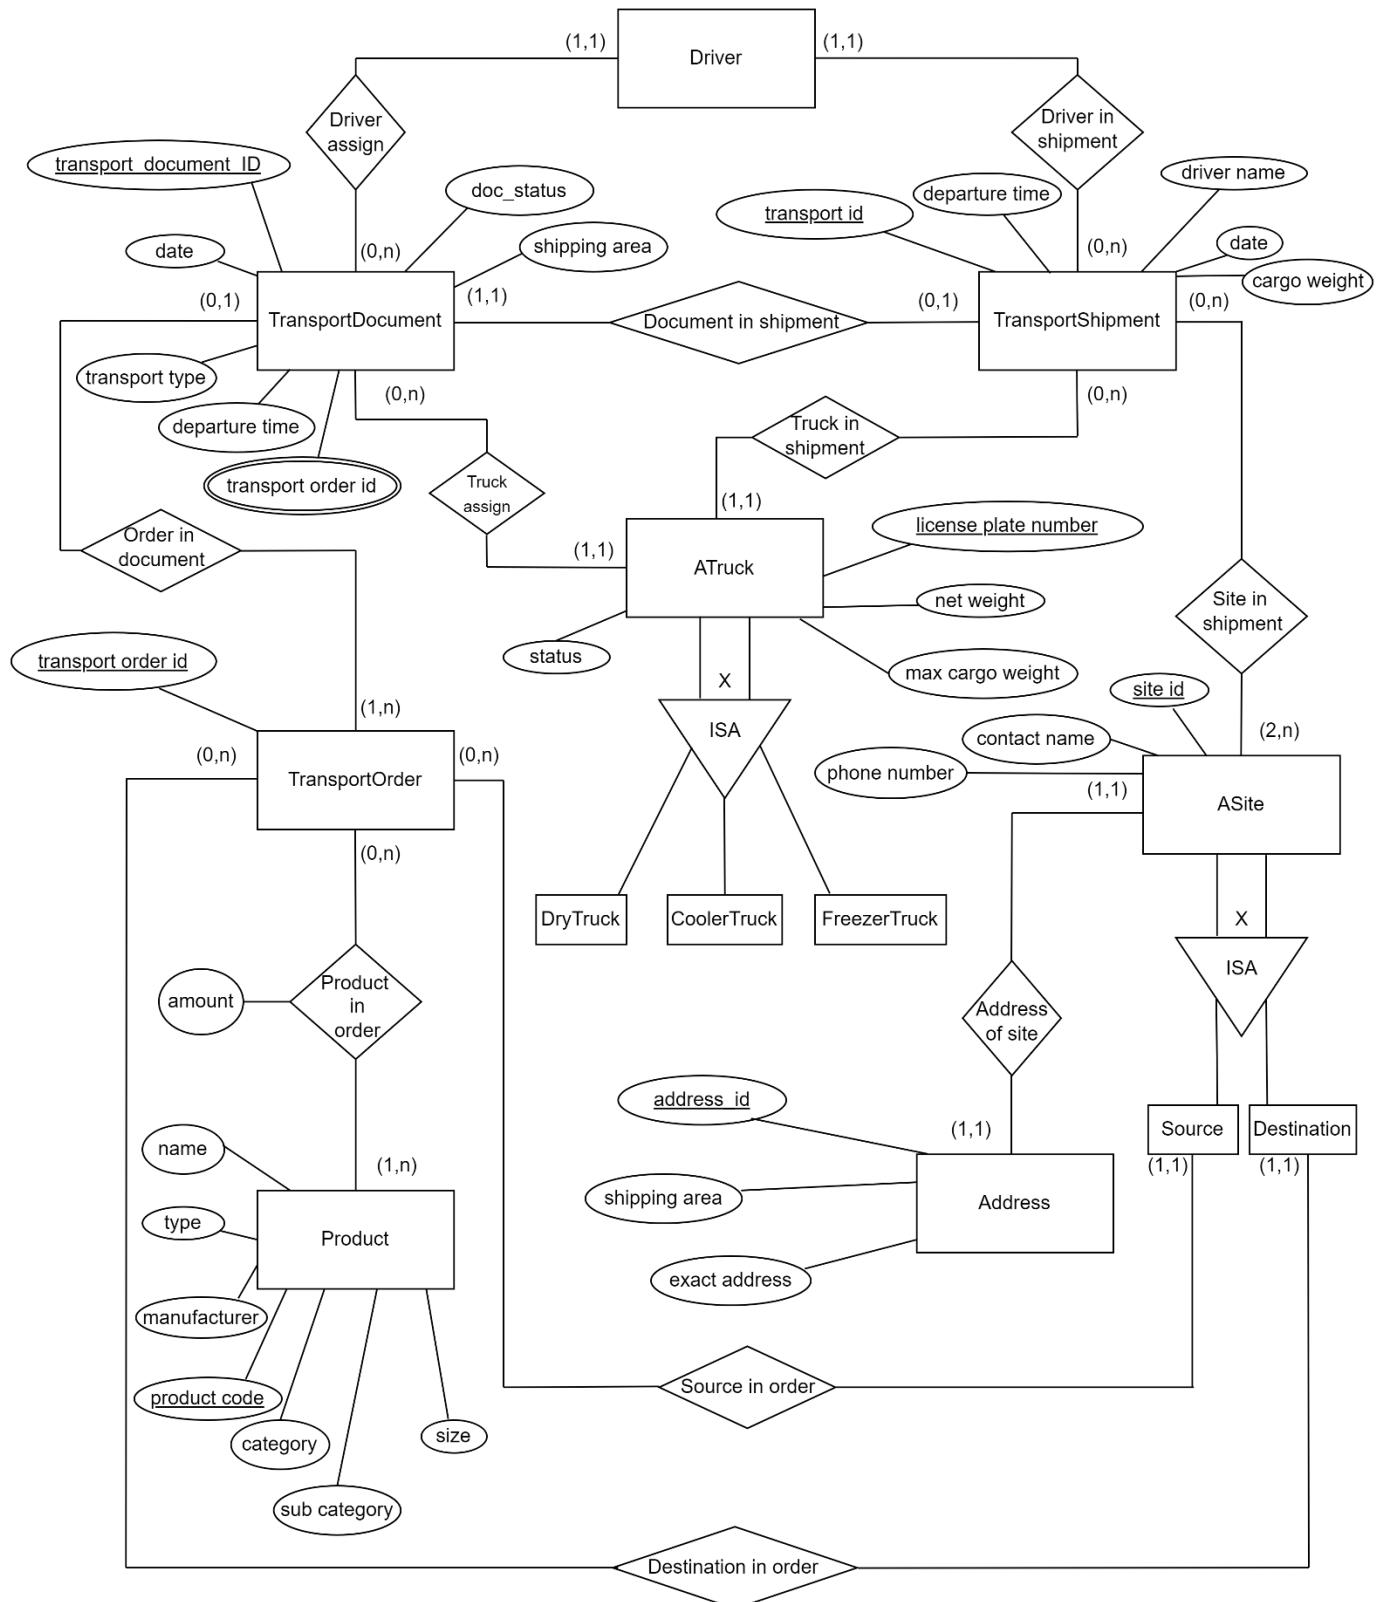 Driver
(1,1)
(1,1)
Driver
assign
Driver in
shipment
transport_document_ID
doc_status
departure time
driver name
transport id
date
shipping area
date
cargo weight
(0,n)
(0,n)
(0,1)
(1,1)
(0,1)
(0,n)
TransportDocument
Document in shipment
TransportShipment
transport type
(0,n)
(0,n)
departure time
Truck in
shipment
transport order id
Truck
assign
(1,1)
license plate number
Order in
document
(1,1)
ATruck
net weight
Site in
shipment
status
transport order id
max cargo weight
X
site id
(1,n)
ISA
contact name
(2,n)
(0,n)
(0,n)
TransportOrder
phone number
(1,1)
ASite
(0,n)
DryTruck
CoolerTruck
FreezerTruck
X
ISA
amount
Product
in
order
Address
of site
address_id
name
(1,1)
Source
Destination
(1,n)
(1,1)
(1,1)
shipping area
Address
type
Product
exact address
manufacturer
product code
Source in order
category
size
sub category
Destination in order